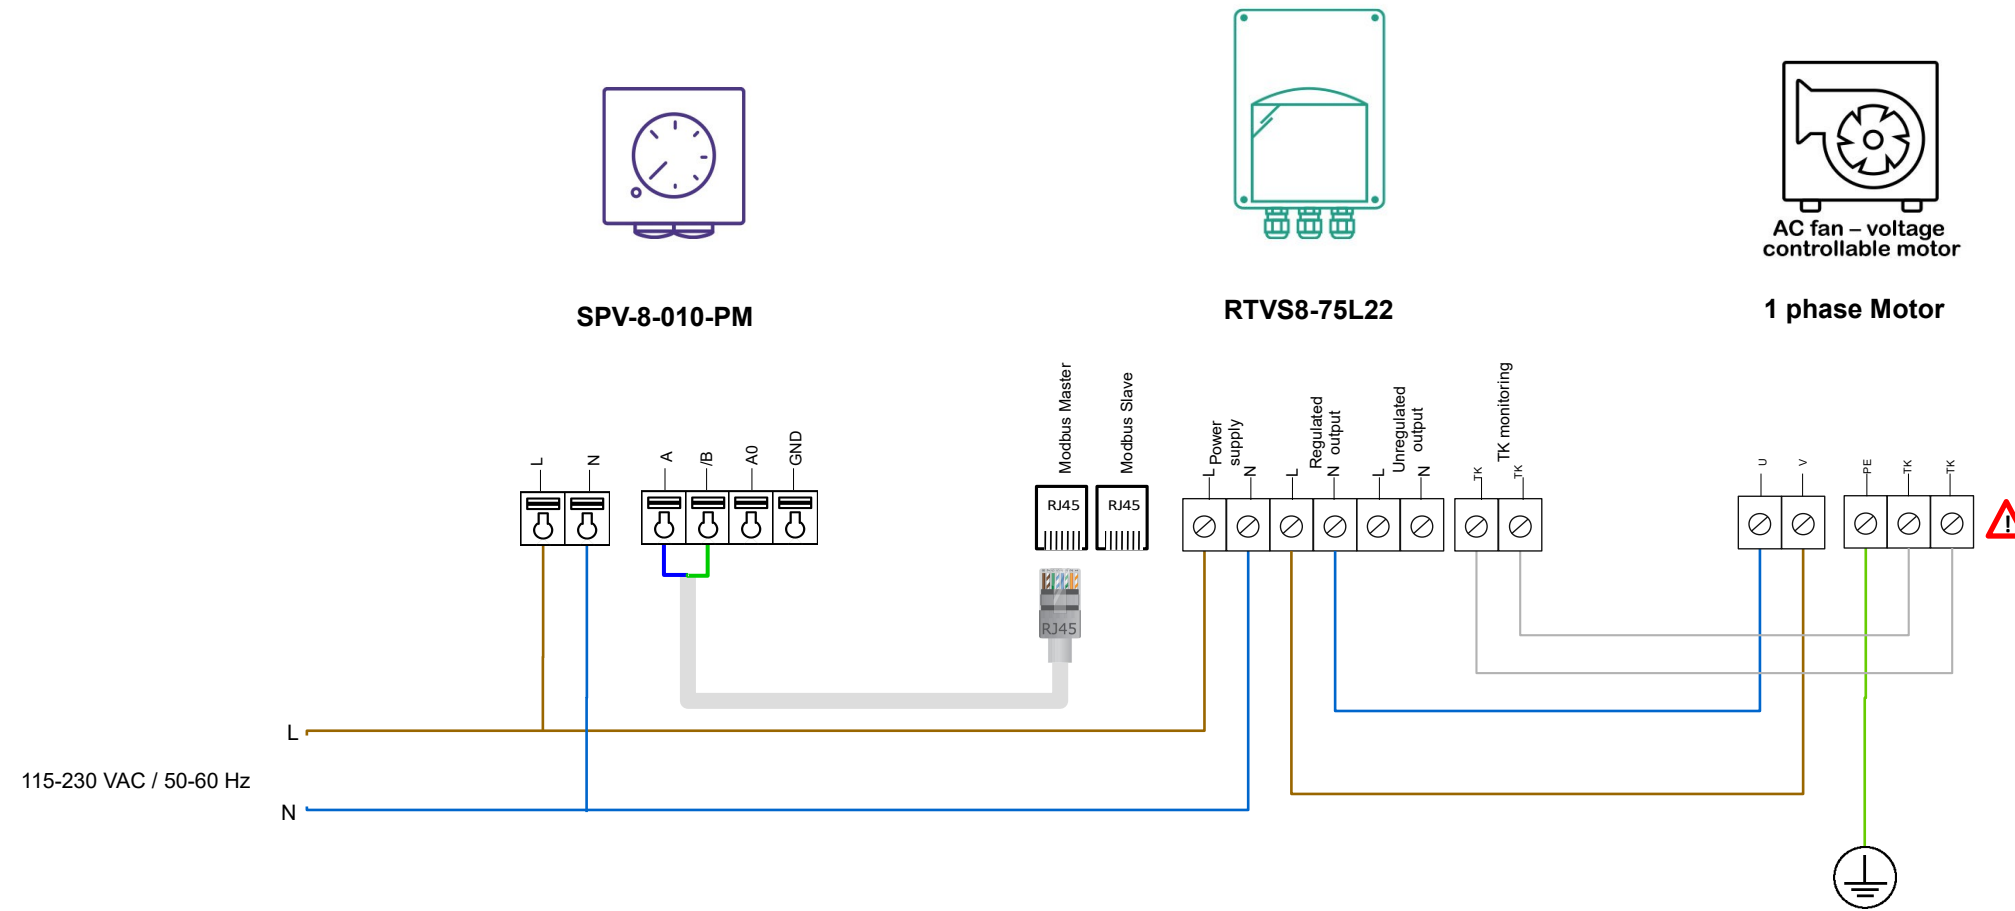 AC fan – voltage
controllable motor
SPV-8-010-PM
RTVS8-75L22
1 phase Motor
L
N
A
/B
A0
GND
Modbus Master
Modbus Slave
RJ45
RJ45
L
Power
supply
N
L
Regulated
output
N
L
Unregulated
output
N
TK
TK monitoring
TK
U
V
PE
TK
TK
!
RJ45
L
115-230 VAC / 50-60 Hz
N